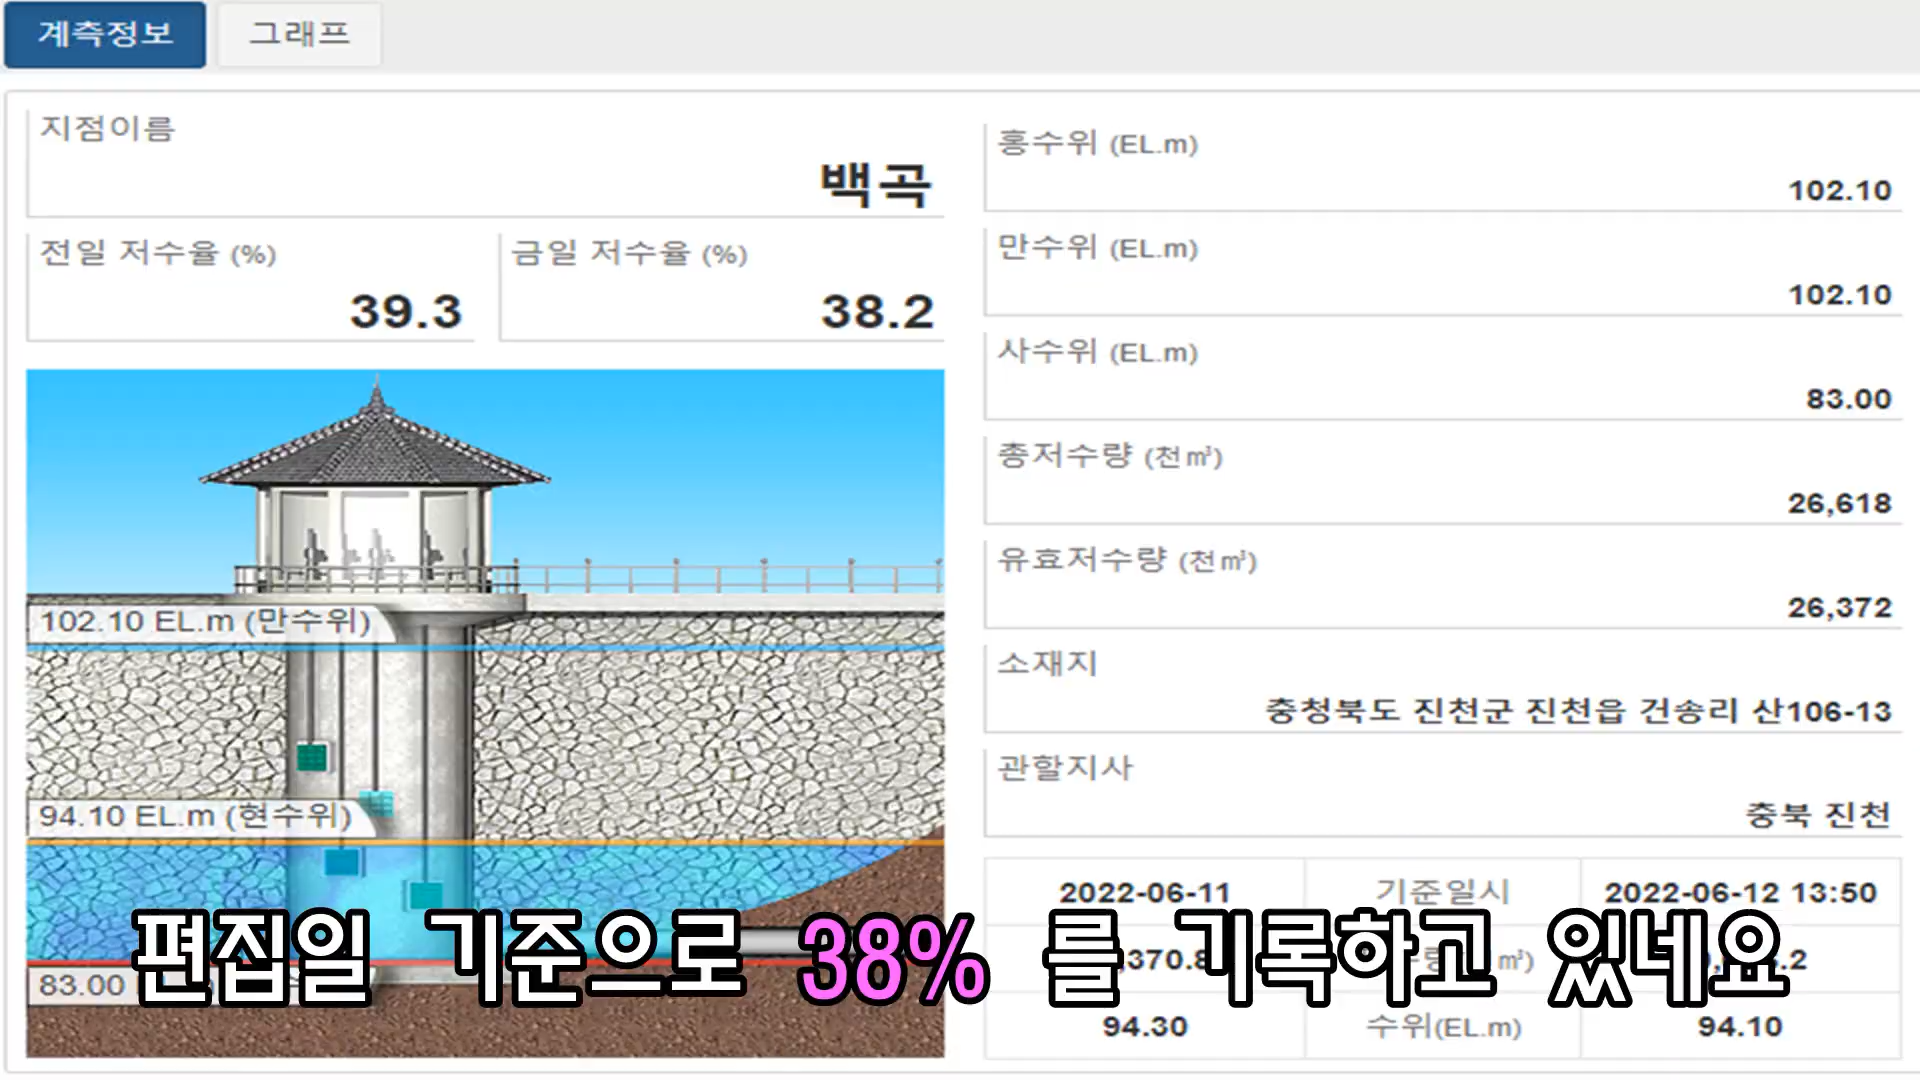 계측정보
그래프
지점이름
백곡
전일 저수율 (%)
39.3
금일 저수율 (%)
38.2
102.10 EL.m (만수위)
94.10 EL.m (현수위)
83.00
홍수위 (EL.m)
102.10
만수위 (EL.m)
102.10
사수위 (EL.m)
83.00
총저수량 (천㎥)
26,618
유효저수량 (천㎥)
26,372
소재지
충청북도 진천군 진천읍 건송리 산106-13
관할지사
충북 진천
2022-06-11 기준일시 2022-06-12 13:50
94.30 수위(EL.m) 94.10
편집일 기준으로 38% 를 기록하고 있네요